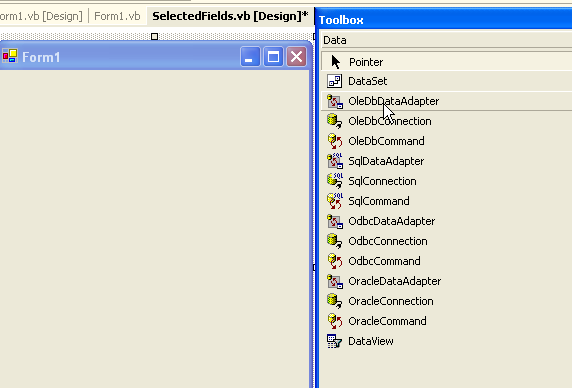 orm1.vb [Design] Form1.vb SelectedFields.vb [Design]*
Form1
Toolbox
Data
Pointer
DataSet
OleDbDataAdapter
OleDbConnection
OleDbCommand
SqlDataAdapter
SqlConnection
SqlCommand
OdbcDataAdapter
OdbcConnection
OdbcCommand
OracleDataAdapter
OracleConnection
OracleCommand
DataView